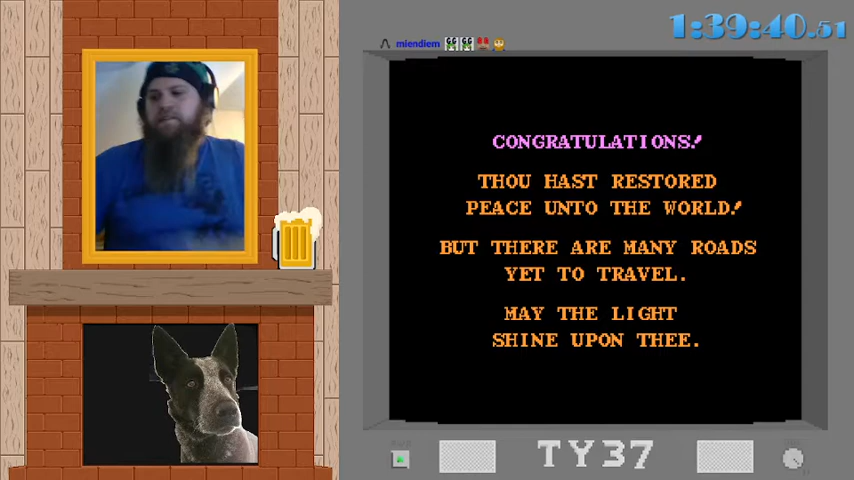 1:39:40.51
miendiem
CONGRATULATIONS!
THOU HAST RESTORED
PEACE UNTO THE WORLD!
BUT THERE ARE MANY ROADS
YET TO TRAVEL.
MAY THE LIGHT
SHINE UPON THEE.
TY37